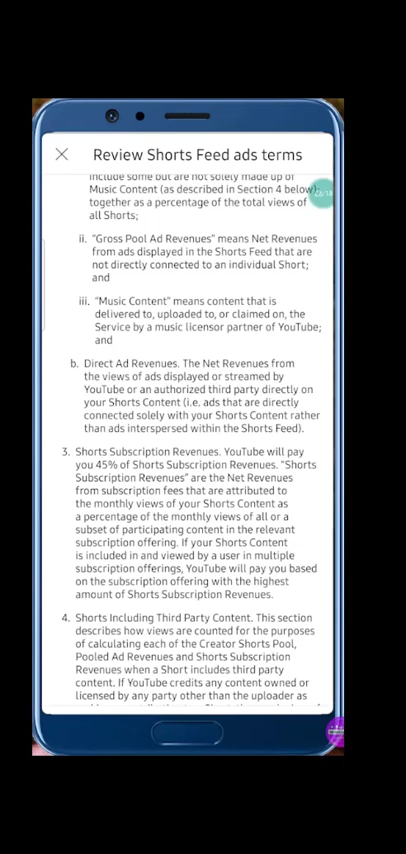 Review Shorts Feed ads terms
include some but are not solely made up of
Music Content (as described in Section 4 below),
together as a percentage of the total views of
all Shorts;
ii. "Gross Pool Ad Revenues" means Net Revenues
from ads displayed in the Shorts Feed that are
not directly connected to an individual Short;
and
iii. "Music Content" means content that is
delivered to, uploaded to, or claimed on, the
Service by a music licensor partner of YouTube;
and
b. Direct Ad Revenues. The Net Revenues from
the views of ads displayed or streamed by
YouTube or an authorized third party directly on
your Shorts Content (i.e. ads that are directly
connected solely with your Shorts Content rather
than ads interspersed within the Shorts Feed).
3. Shorts Subscription Revenues. YouTube will pay
you 45% of Shorts Subscription Revenues. "Shorts
Subscription Revenues" are the Net Revenues
from subscription fees that are attributed to
the monthly views of your Shorts Content as
a percentage of the monthly views of all or a
subset of participating content in the relevant
subscription offering. If your Shorts Content
is included in and viewed by a user in multiple
subscription offerings, YouTube will pay you based
on the subscription offering with the highest
amount of Shorts Subscription Revenues.
4. Shorts Including Third Party Content. This section
describes how views are counted for the purposes
of calculating each of the Creator Shorts Pool,
Pooled Ad Revenues and Shorts Subscription
Revenues when a Short includes third party
content. If YouTube credits any content owned or
licensed by any party other than the uploader as